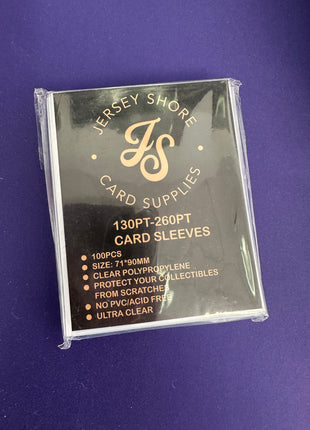 JERSEY SHORE
JS
CARD SUPPLIES
130PT-260PT
CARD SLEEVES
100PCS
SIZE: 71*90MM
CLEAR POLYPROPYLENE
PROTECT YOUR COLLECTIBLES
FROM SCRATCHES
NO PVC/ACID FREE
ULTRA CLEAR